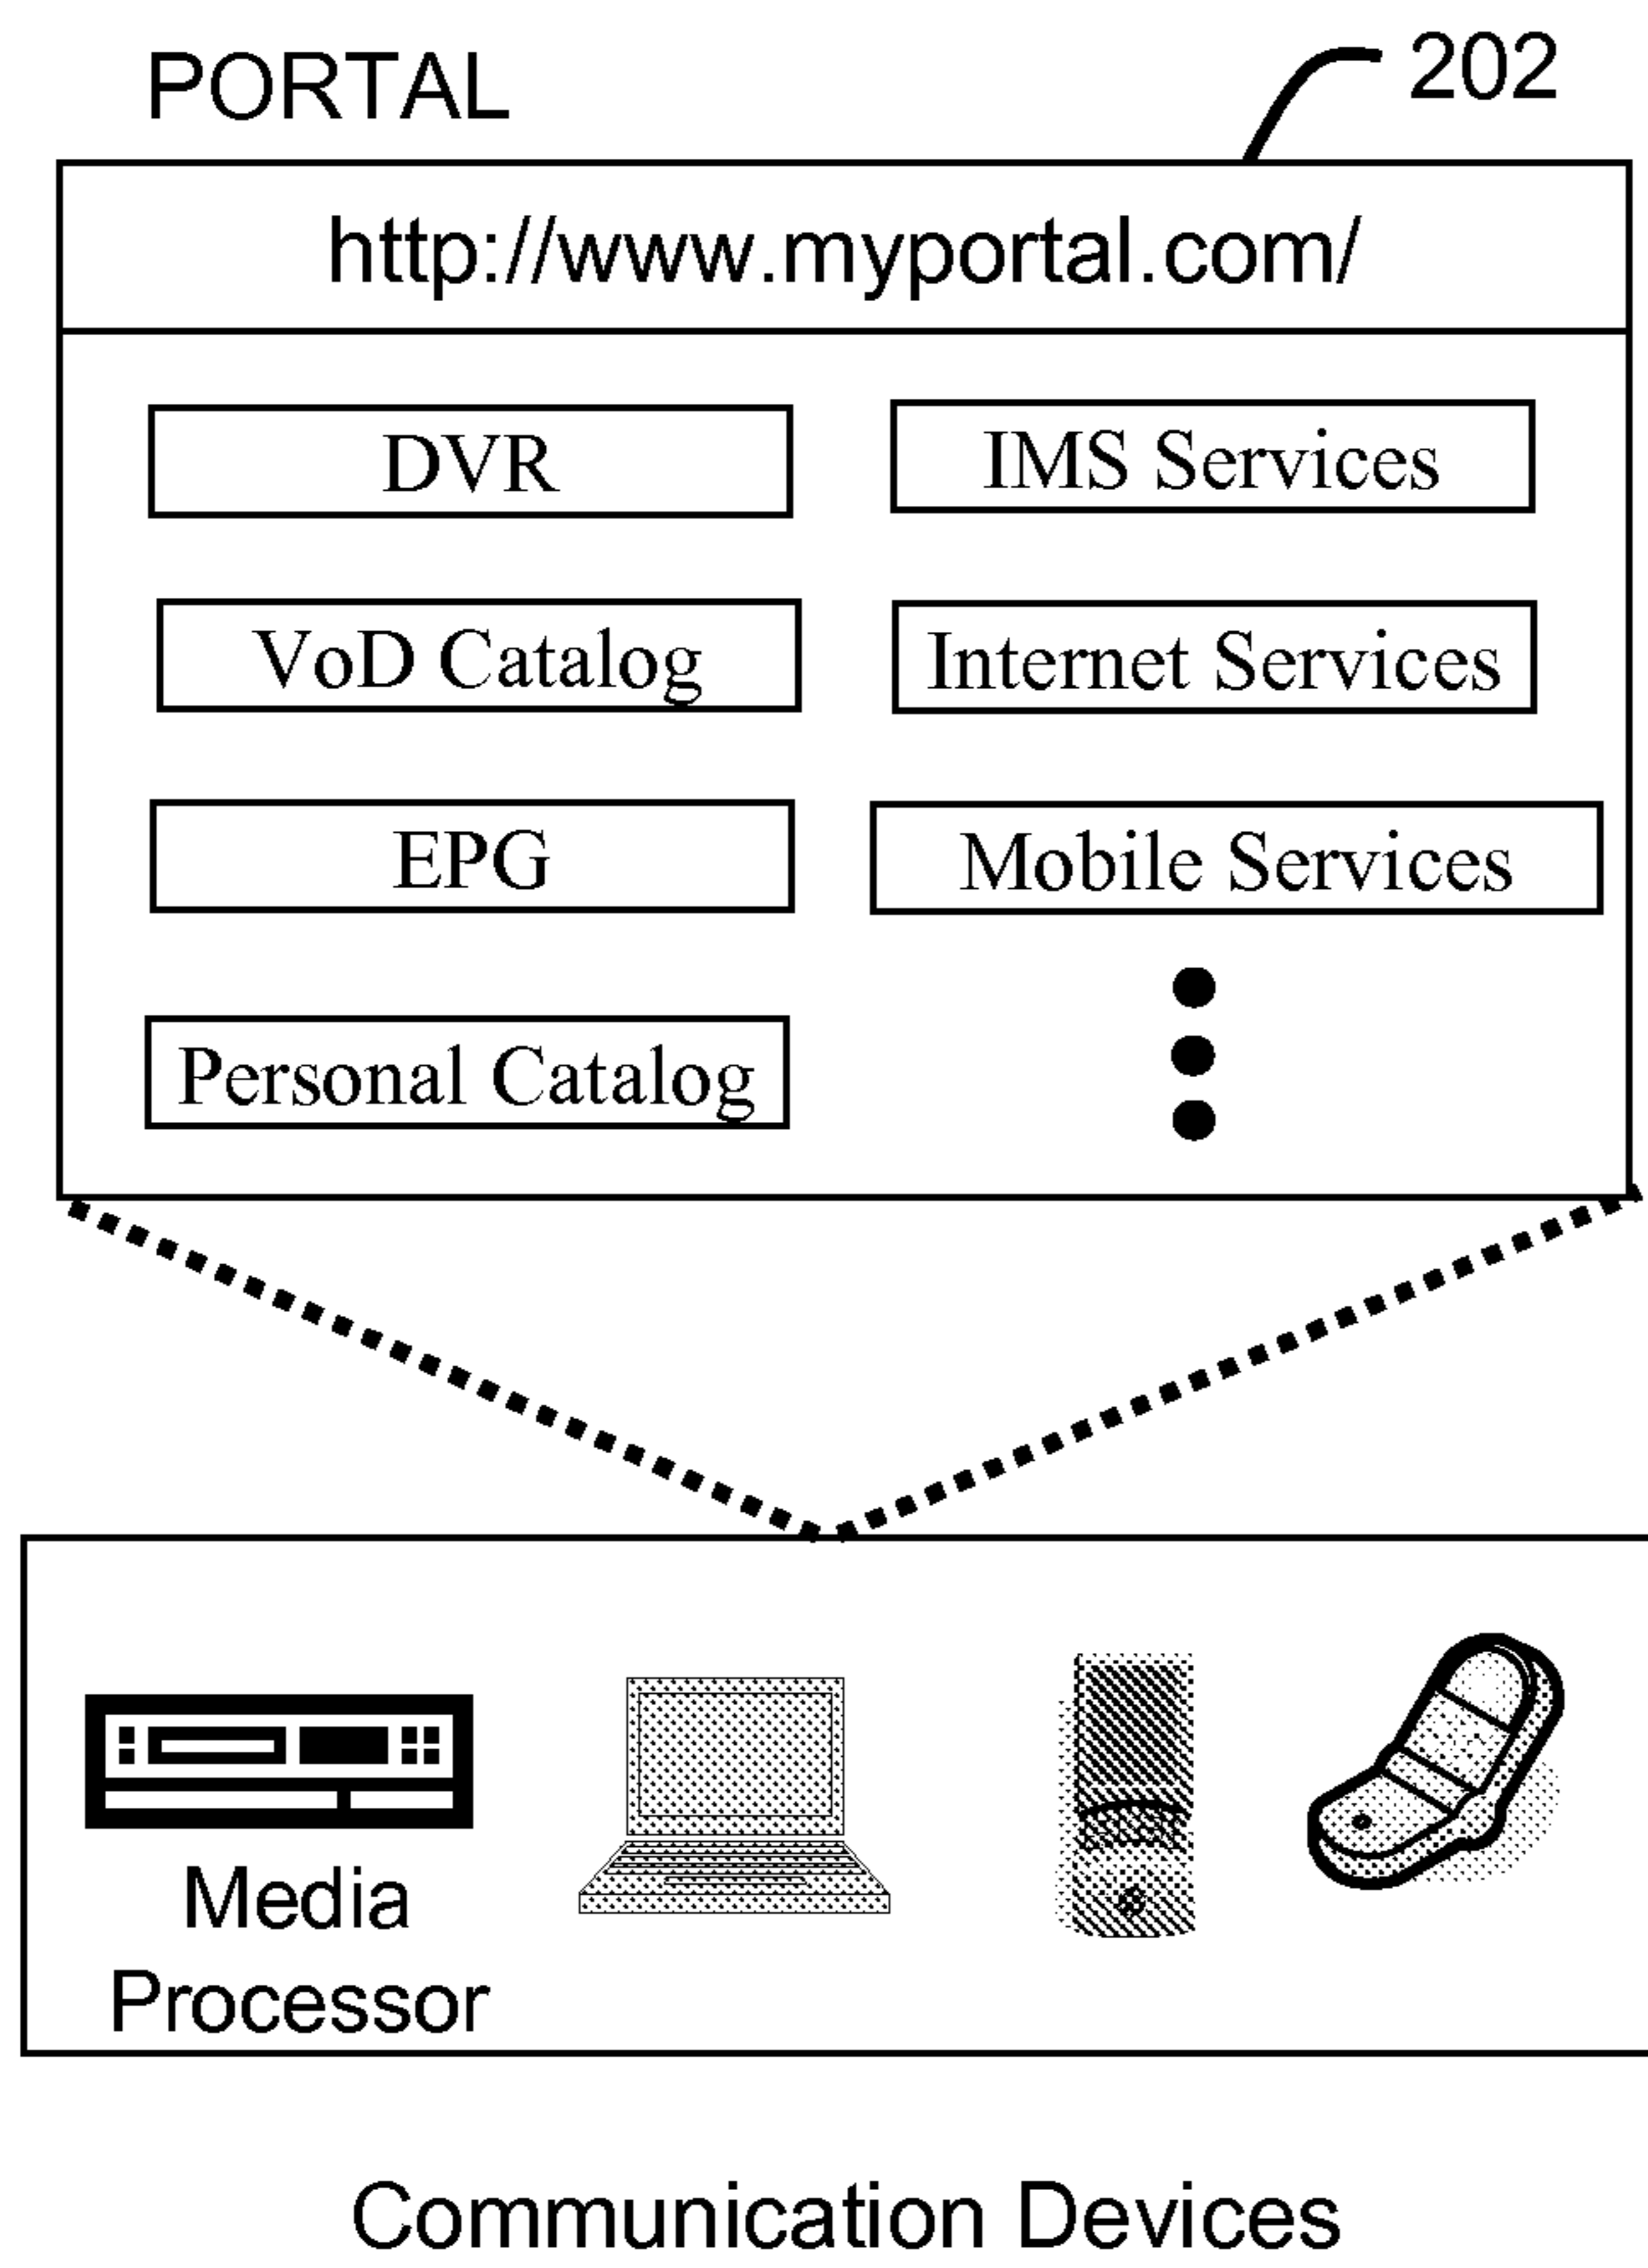 PORTAL
202
http://www.myportal.com/
DVR
IMS Services
VoD Catalog
Internet Services
EPG
Mobile Services
Personal Catalog
Media
Processor
Communication Devices